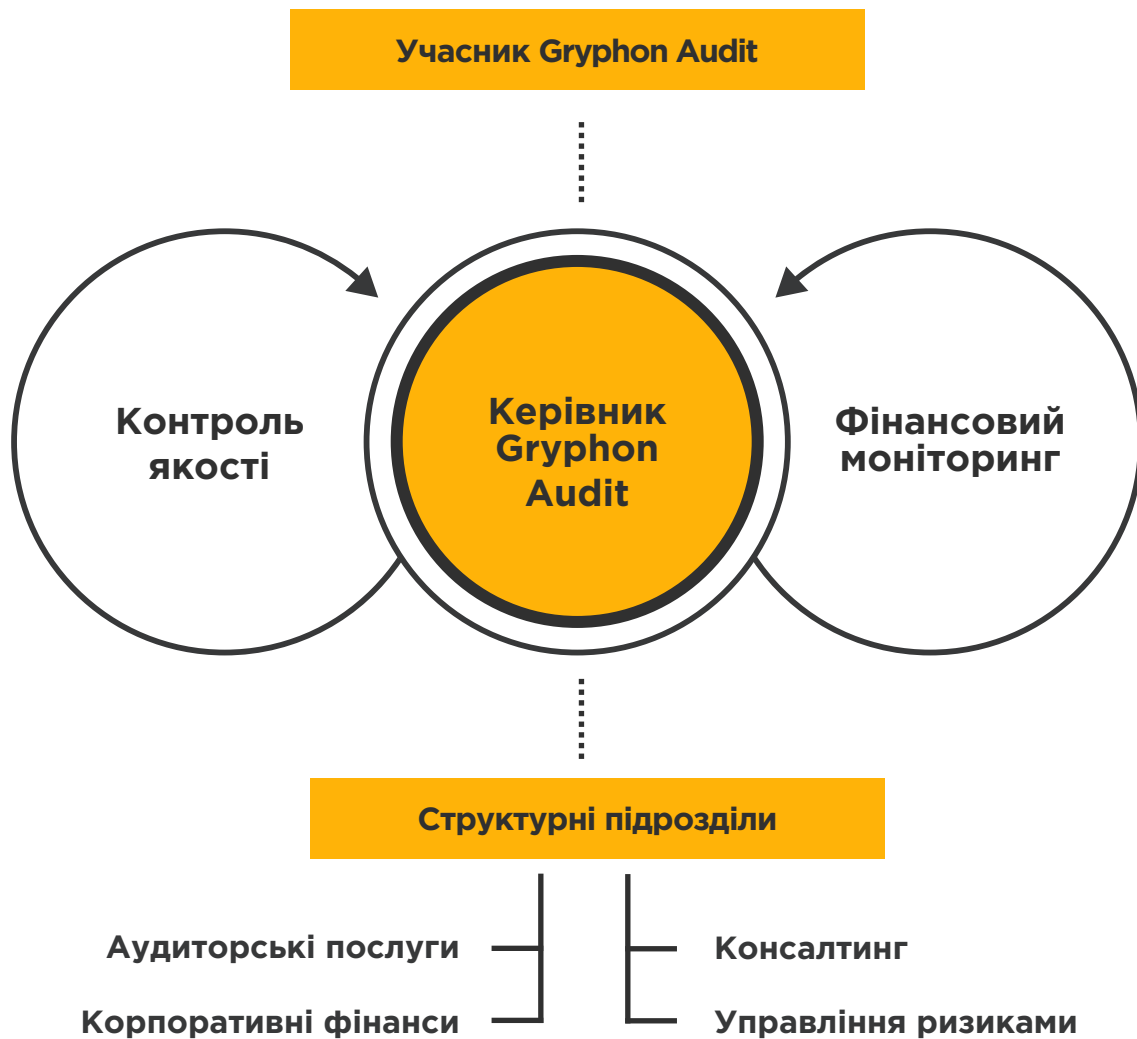 Учасник Gryphon Audit
Контроль
якості
Керівник
Gryphon
Audit
Фінансовий
моніторинг
Структурні підрозділи
Аудиторські послуги
Консалтинг
Корпоративні фінанси
Управління ризиками